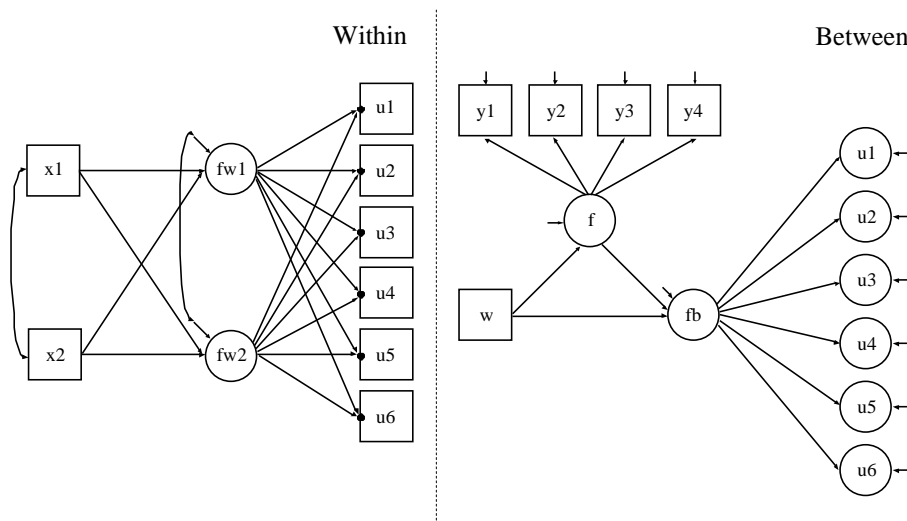 Within
x1
x2
fw1
fw2
u1
u2
u3
u4
u5
u6
Between
y1
y2
y3
y4
f
w
fb
u1
u2
u3
u4
u5
u6